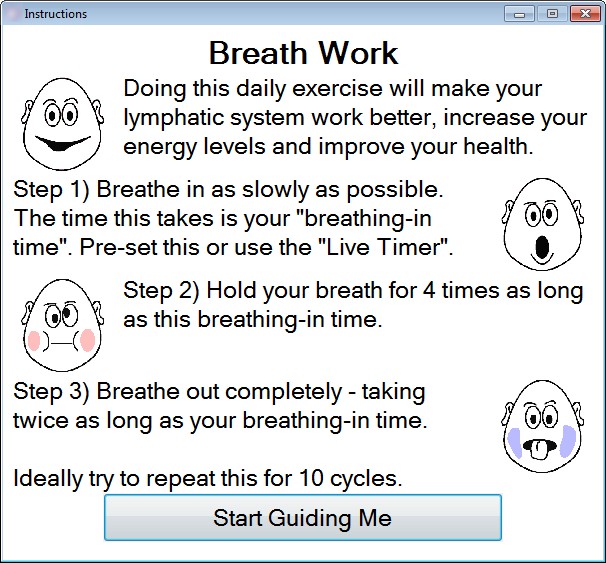 Instructions
Breath Work
Doing this daily exercise will make your
lymphatic system work better, increase your
energy levels and improve your health.
Step 1) Breathe in as slowly as possible.
The time this takes is your "breathing-in
time". Pre-set this or use the "Live Timer".
Step 2) Hold your breath for 4 times as long
as this breathing-in time.
Step 3) Breathe out completely - taking
twice as long as your breathing-in time.
Ideally try to repeat this for 10 cycles.
Start Guiding Me